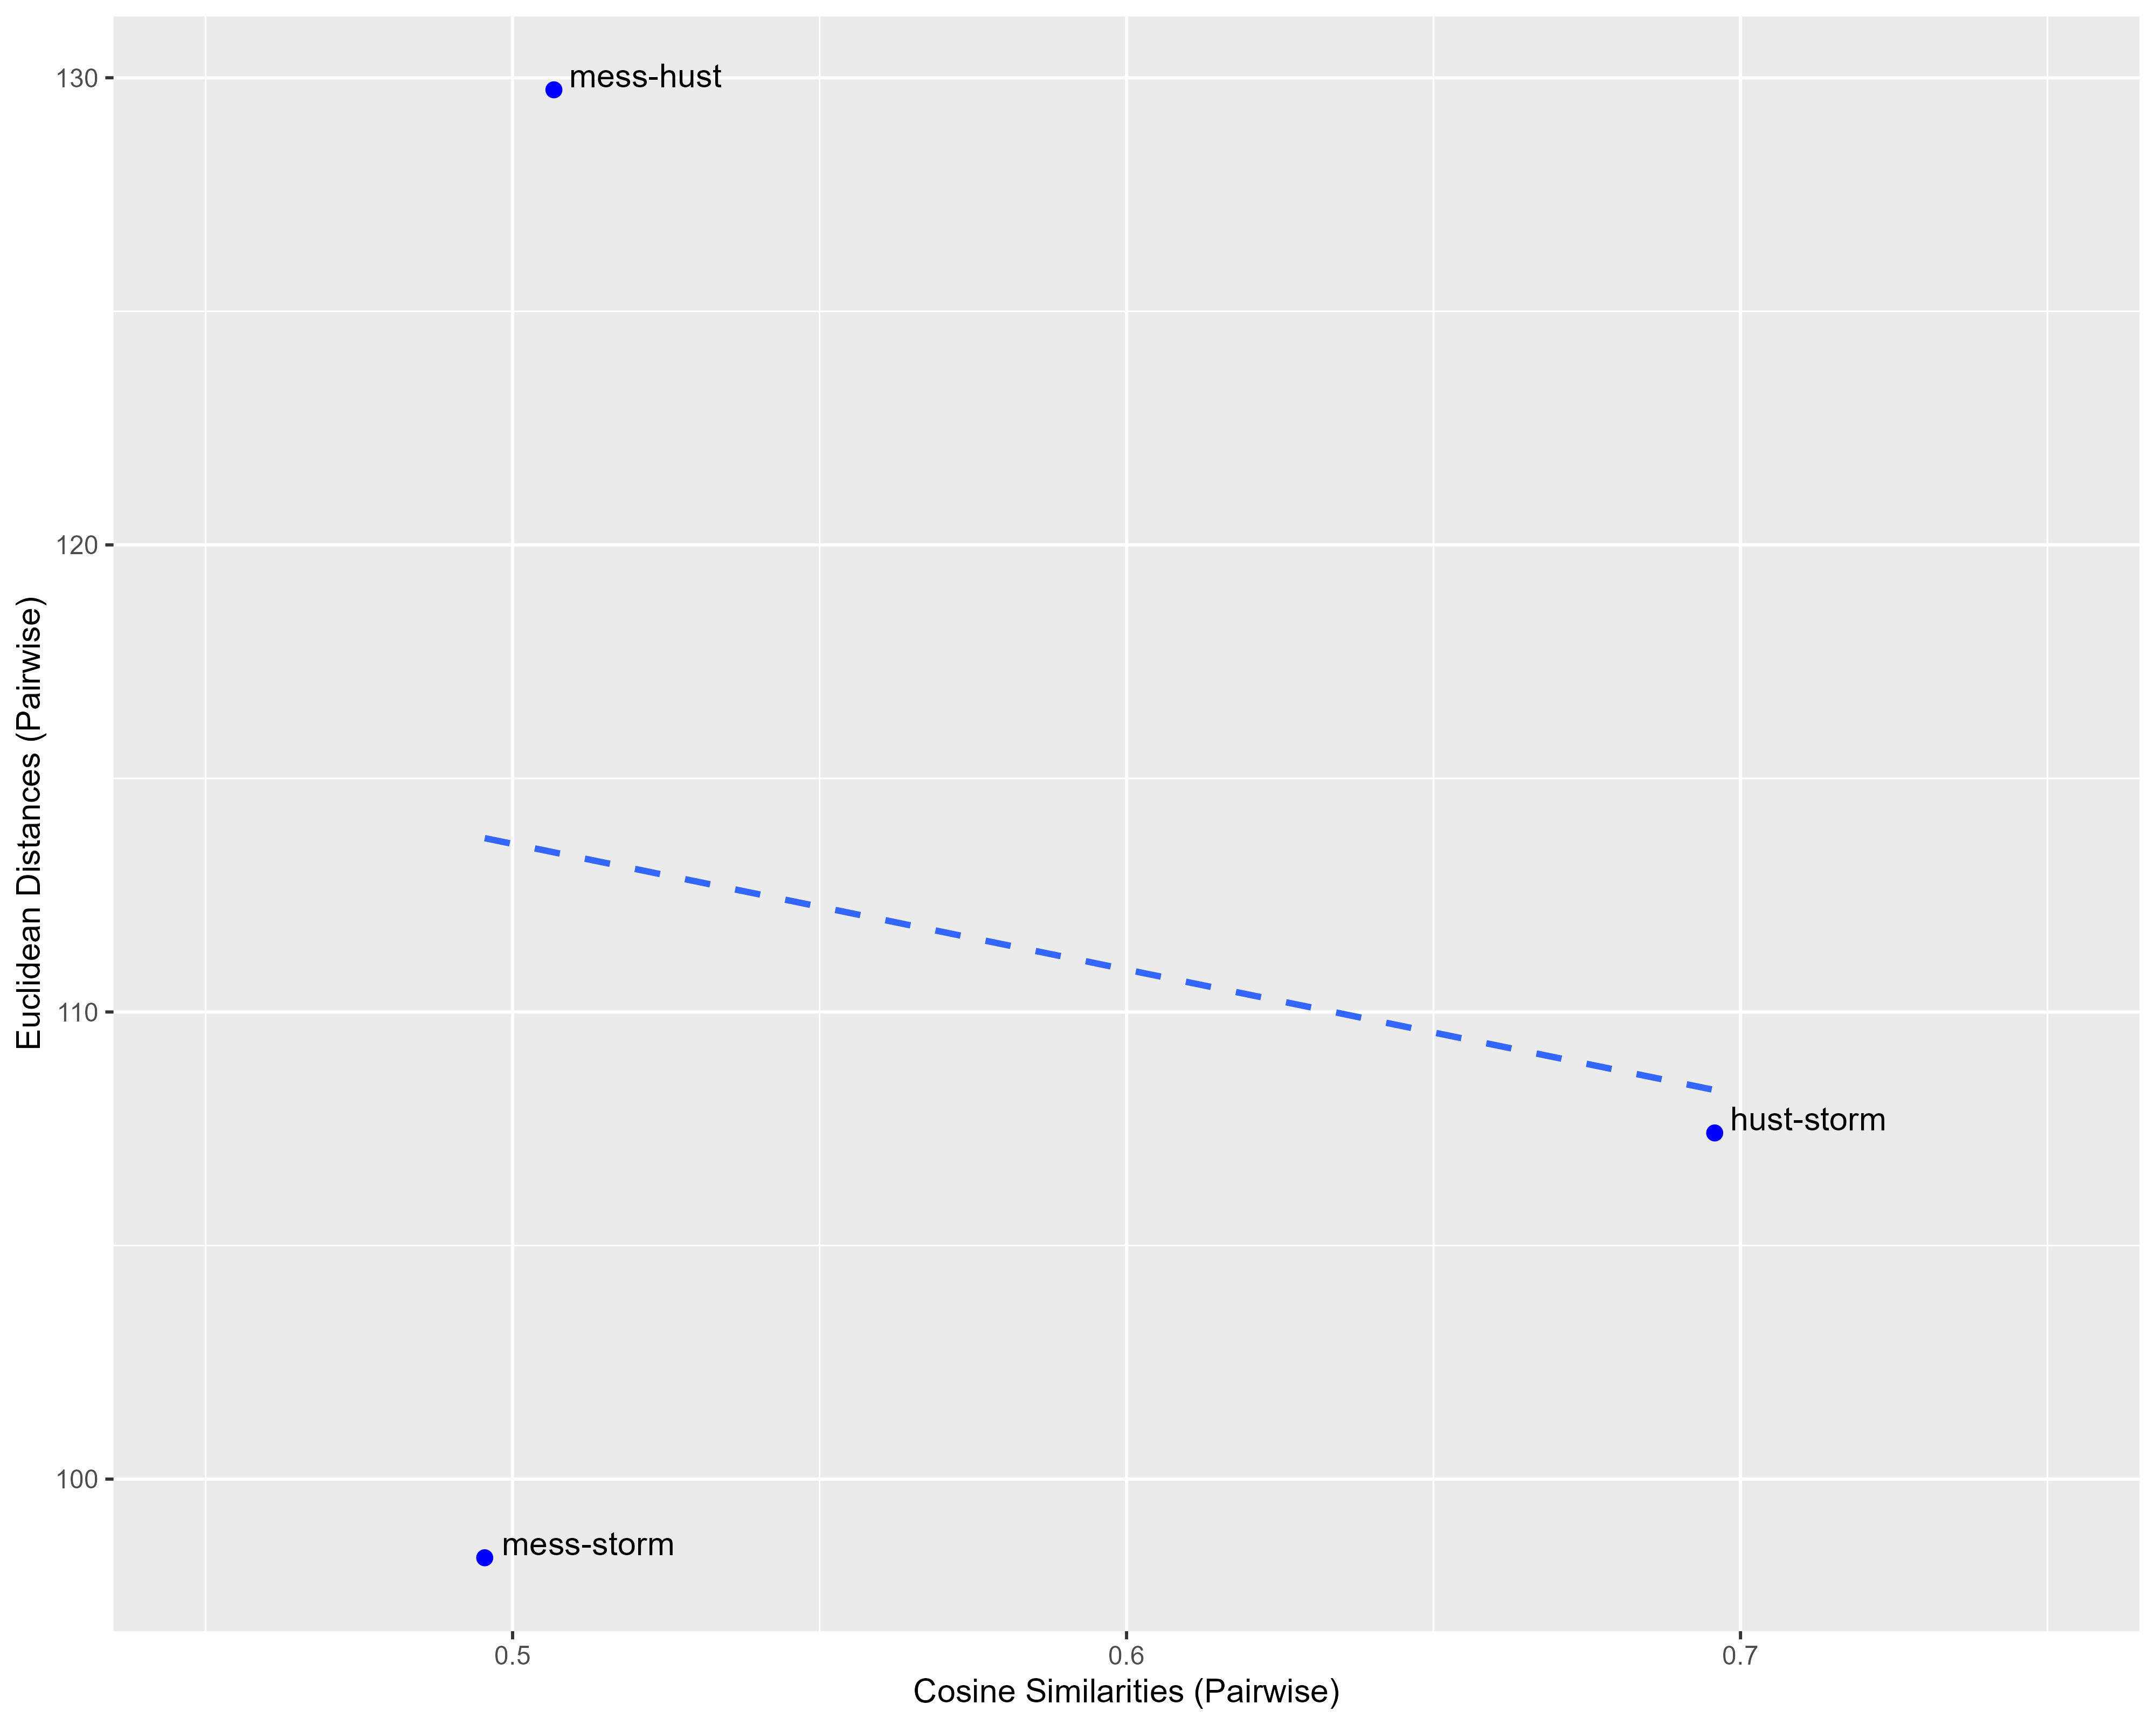 130
120
110
100
Euclidean Distances (Pairwise)
mess-hust
hust-storm
mess-storm
0.5
0.6
0.7
Cosine Similarities (Pairwise)